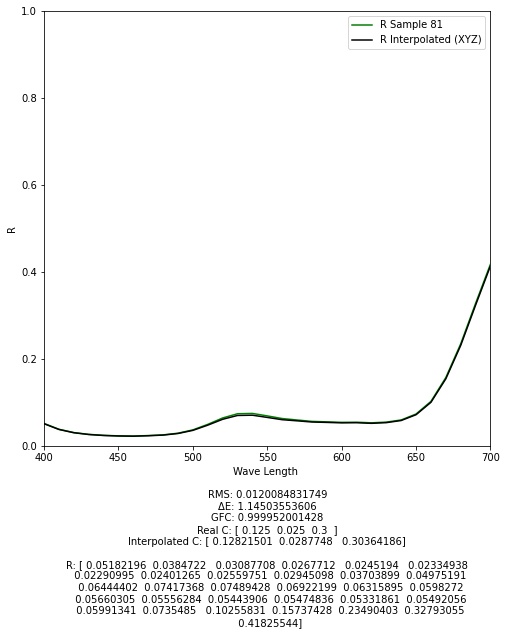 1.0
0.8
0.6
0.4
0.2
0.0
R
R Sample 81
R Interpolated (XYZ)
400 450 500 550 600 650 700
Wave Length
RMS: 0.0120084831749
ΔE: 1.14503553606
GFC: 0.999952001428
Real C: [ 0.125  0.025  0.3  ]
Interpolated C: [ 0.12821501  0.0287748   0.30364186]
R: [ 0.05182196  0.0384722   0.03087708  0.0267712   0.0245194   0.02334938
0.02290995  0.02401265  0.02559751  0.02945098  0.03703899  0.04975191
0.06444402  0.07417368  0.07489428  0.06922199  0.06315895  0.0598272
0.05660305  0.05556284  0.05443906  0.05474836  0.05331861  0.05492056
0.05991341  0.0735485   0.10255831  0.15737428  0.23490403  0.32793055
0.41825544]